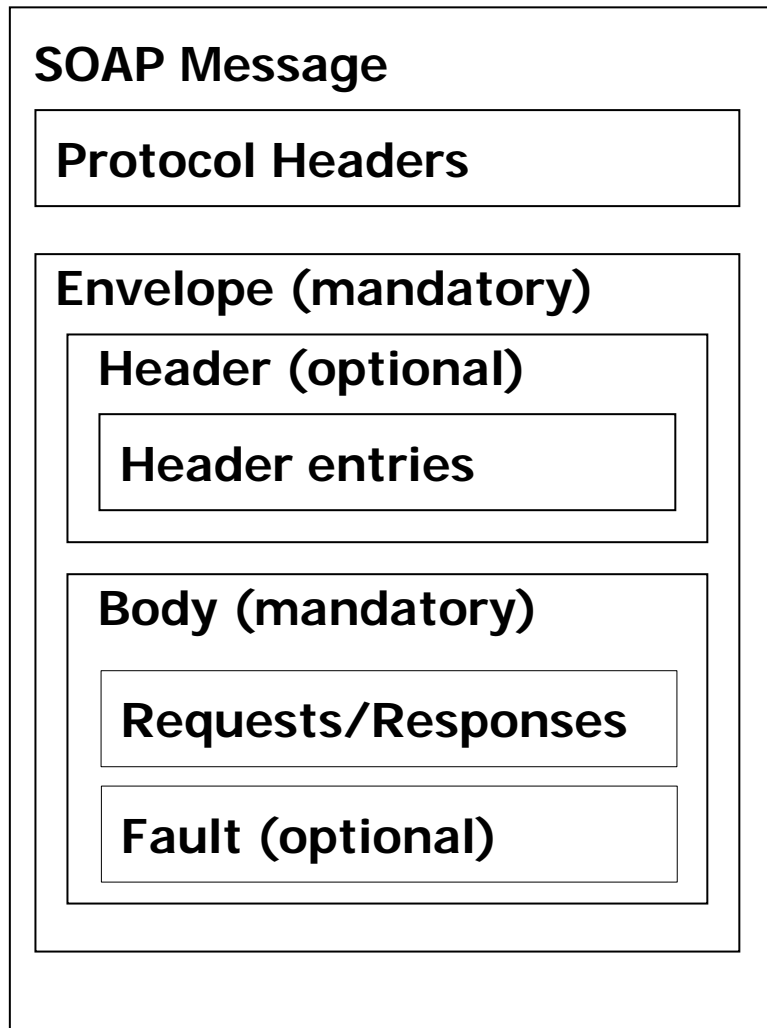 SOAP Message
Protocol Headers
Envelope (mandatory)
Header (optional)
Header entries
Body (mandatory)
Requests/Responses
Fault (optional)